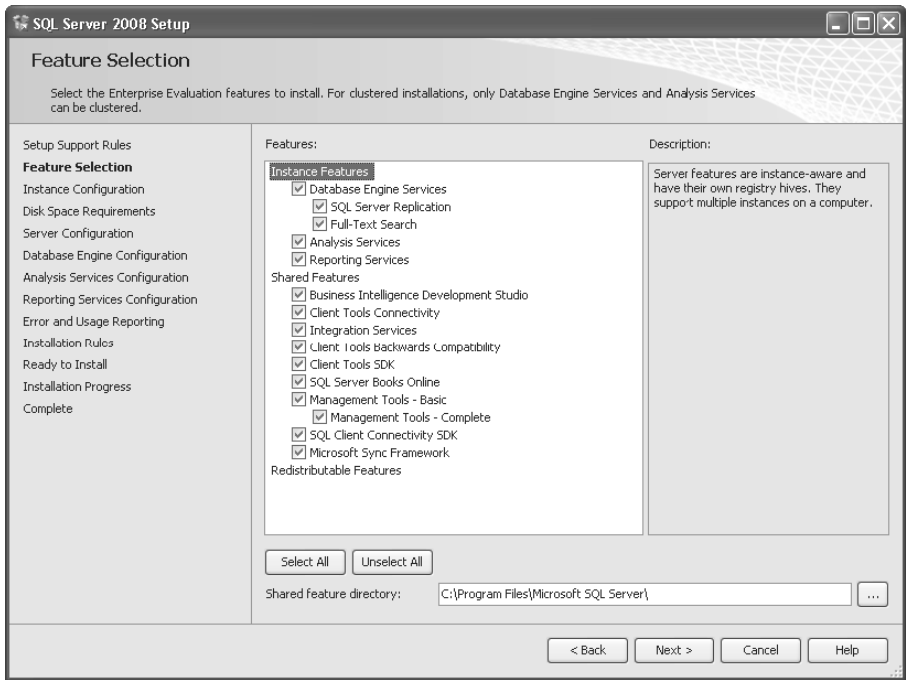 SQL Server 2008 Setup
Feature Selection
Select the Enterprise Evaluation features to install. For clustered installations, only Database Engine Services and Analysis Services
can be clustered.
Setup Support Rules
Feature Selection
Instance Configuration
Disk Space Requirements
Server Configuration
Database Engine Configuration
Analysis Services Configuration
Reporting Services Configuration
Error and Usage Reporting
Installation Rules
Ready to Install
Installation Progress
Complete
Features:
Instance Features
Database Engine Services
SQL Server Replication
Full-Text Search
Analysis Services
Reporting Services
Shared Features
Business Intelligence Development Studio
Client Tools Connectivity
Integration Services
Client Tools Backwards Compatibility
Client Tools SDK
SQL Server Books Online
Management Tools - Basic
Management Tools - Complete
SQL Client Connectivity SDK
Microsoft Sync Framework
Redistributable Features
Description:
Server features are instance-aware and
have their own registry hives. They
support multiple instances on a computer.
Select All
Unselect All
Shared feature directory:
C:\Program Files\Microsoft SQL Server\
...
< Back
Next >
Cancel
Help